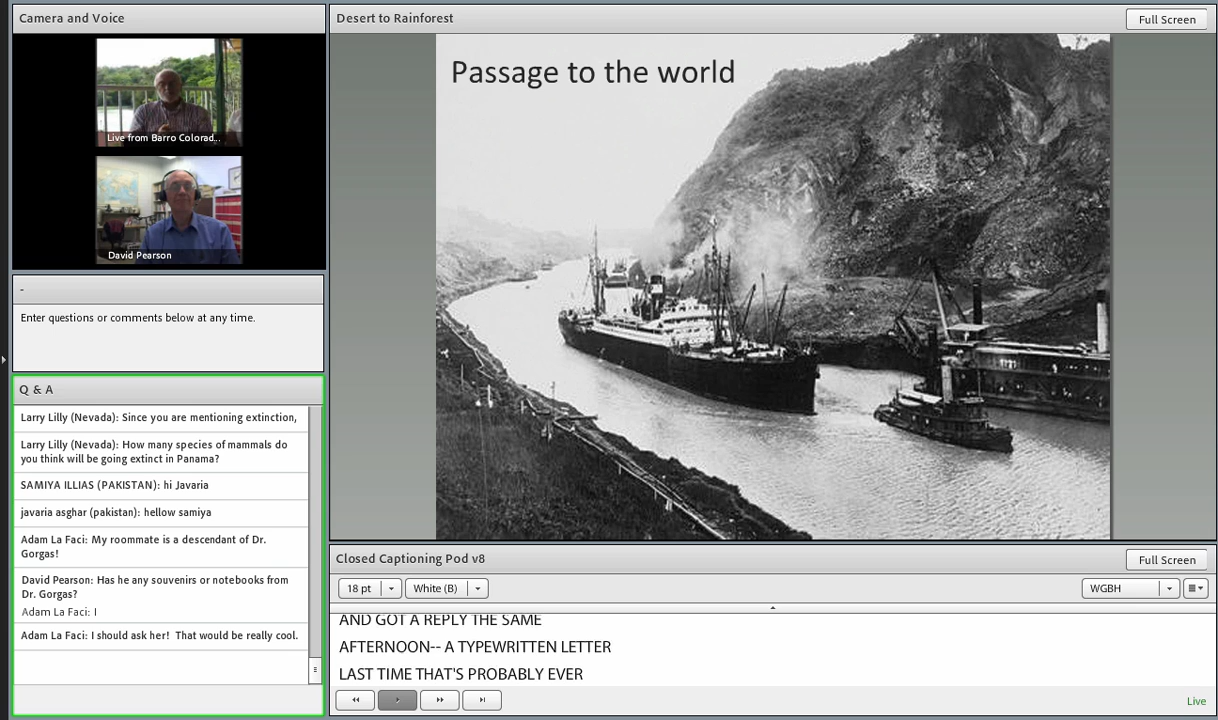 Camera and Voice
Live from Barro Colorad...
David Pearson
-
Enter questions or comments below at any time.
Q & A
Larry Lilly (Nevada): Since you are mentioning extinction,
Larry Lilly (Nevada): How many species of mammals do
you think will be going extinct in Panama?
SAMIYA ILLIAS (PAKISTAN): hi Javaria
javaria asghar (pakistan): hellow samiya
Adam La Faci: My roommate is a descendant of Dr.
Gorgas!
David Pearson: Has he any souvenirs or notebooks from
Dr. Gorgas?
Adam La Faci: I
Adam La Faci: I should ask her!  That would be really cool.
Desert to Rainforest
Full Screen
Passage to the world
Closed Captioning Pod v8
Full Screen
18 pt
White (B)
WGBH
AND GOT A REPLY THE SAME
AFTERNOON-- A TYPEWRITTEN LETTER
LAST TIME THAT'S PROBABLY EVER
Live